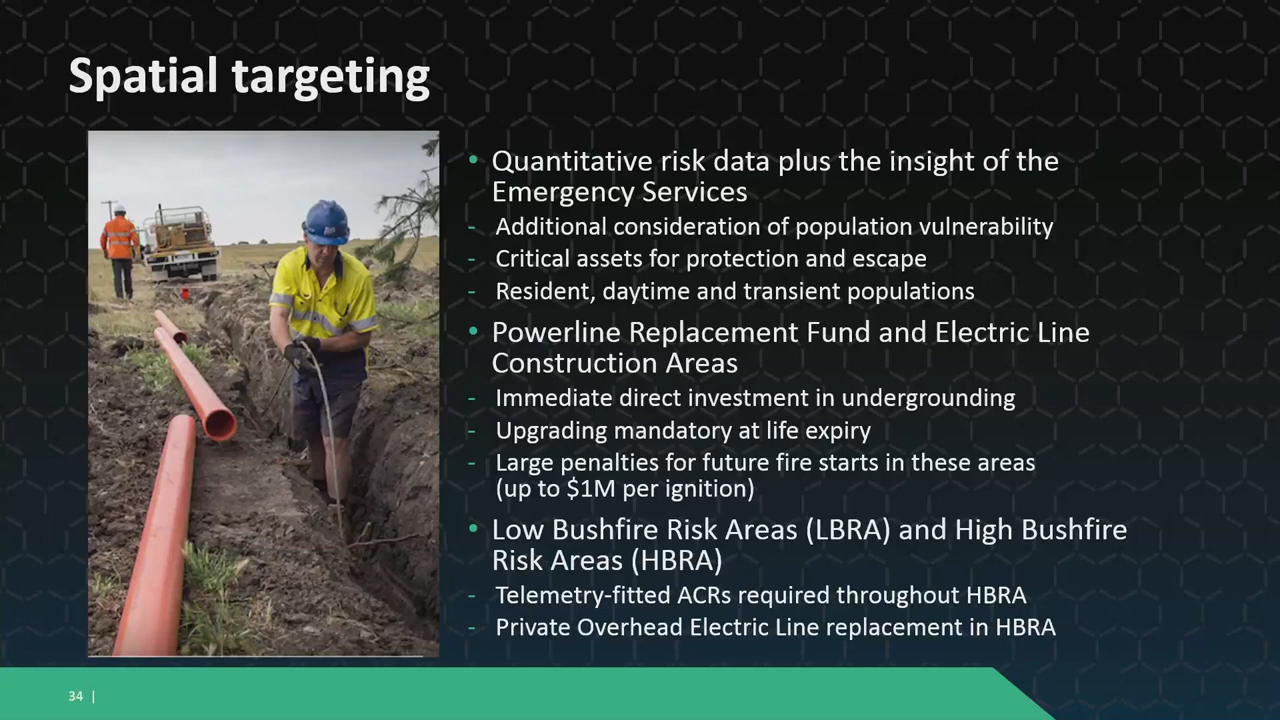 Spatial targeting
• Quantitative risk data plus the insight of the
Emergency Services
- Additional consideration of population vulnerability
- Critical assets for protection and escape
- Resident, daytime and transient populations
• Powerline Replacement Fund and Electric Line
Construction Areas
- Immediate direct investment in undergrounding
- Upgrading mandatory at life expiry
- Large penalties for future fire starts in these areas
(up to $1M per ignition)
• Low Bushfire Risk Areas (LBRA) and High Bushfire
Risk Areas (HBRA)
- Telemetry-fitted ACRs required throughout HBRA
- Private Overhead Electric Line replacement in HBRA
34 |